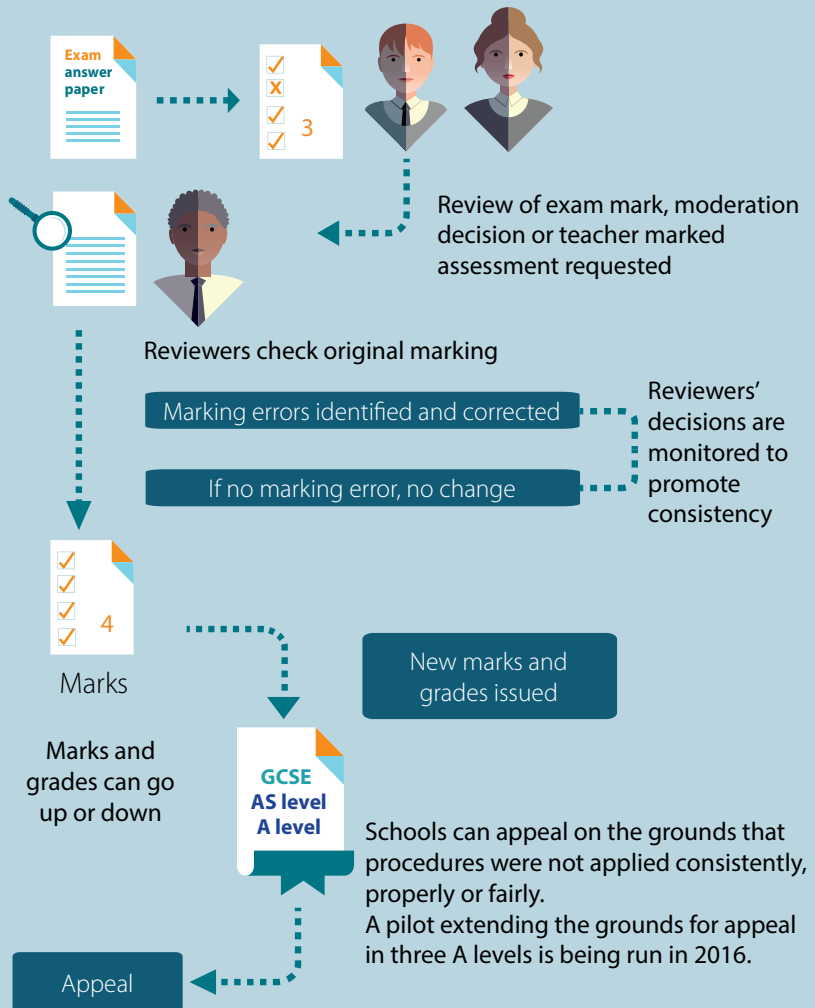 Exam
answer
paper
X
3
Review of exam mark, moderation
decision or teacher marked
assessment requested
Reviewers check original marking
Marking errors identified and corrected
If no marking error, no change
Reviewers’
decisions are
monitored to
promote
consistency
4
Marks
Marks and
grades can go
up or down
New marks and
grades issued
GCSE
AS level
A level
Schools can appeal on the grounds that
procedures were not applied consistently,
properly or fairly.
A pilot extending the grounds for appeal
in three A levels is being run in 2016.
Appeal